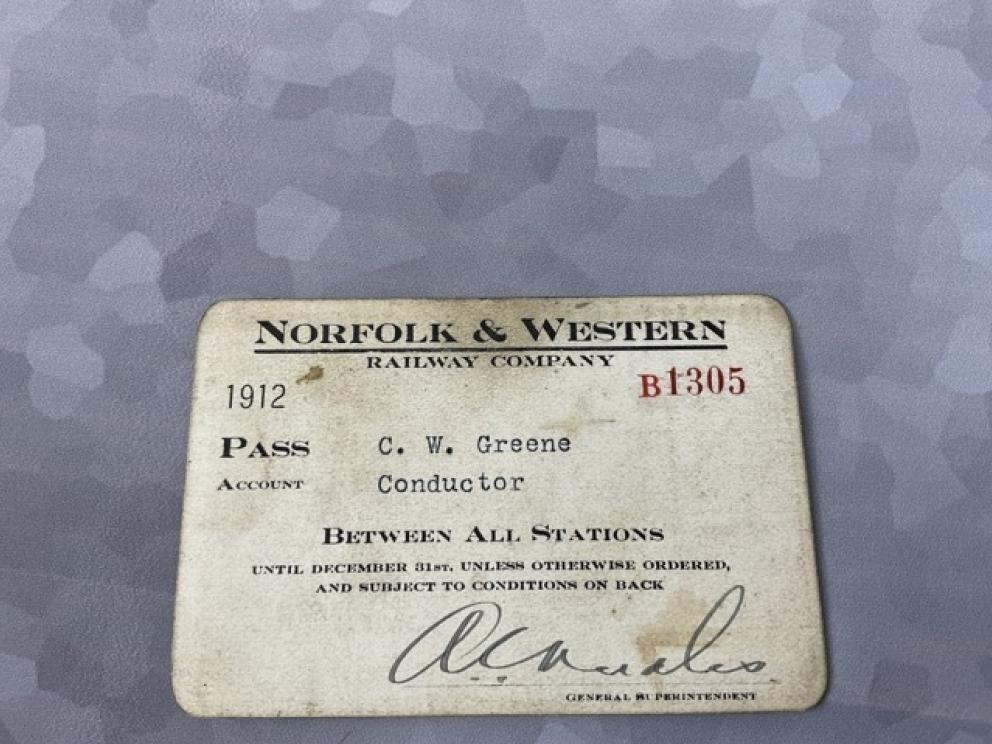 NORFOLK & WESTERN
RAILWAY COMPANY
1912
B1305
PASS C. W. Greene
ACCOUNT Conductor
BETWEEN ALL STATIONS
UNTIL DECEMBER 31ST. UNLESS OTHERWISE ORDERED,
AND SUBJECT TO CONDITIONS ON BACK
GENERAL SUPERINTENDENT